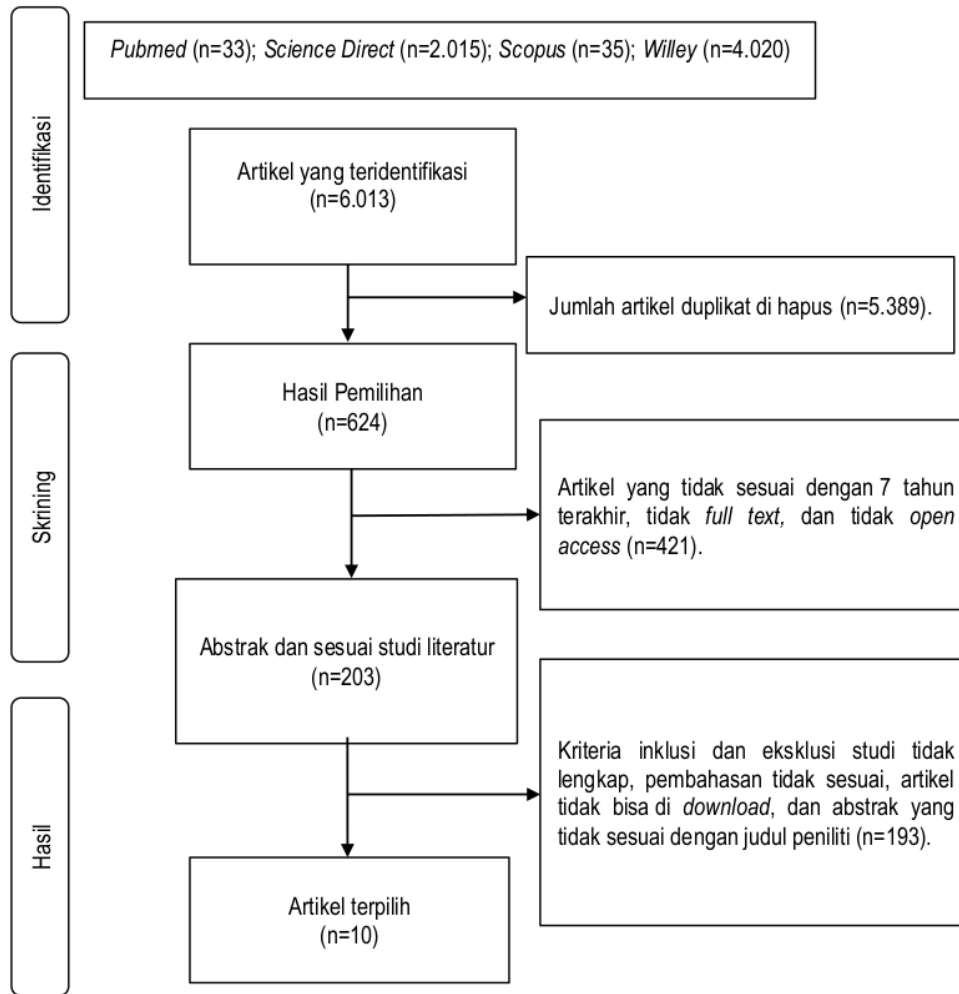 Identifikasi
Pubmed (n=33); Science Direct (n=2.015); Scopus (n=35); Willey (n=4.020)
Artikel yang teridentifikasi
(n=6.013)
Jumlah artikel duplikat di hapus (n=5.389).
Skrining
Hasil Pemilihan
(n=624)
Artikel yang tidak sesuai dengan 7 tahun
terakhir, tidak full text, dan tidak open
access (n=421).
Abstrak dan sesuai studi literatur
(n=203)
Hasil
Kriteria inklusi dan eksklusi studi tidak
lengkap, pembahasan tidak sesuai, artikel
tidak bisa di download, dan abstrak yang
tidak sesuai dengan judul peniliti (n=193).
Artikel terpilih
(n=10)